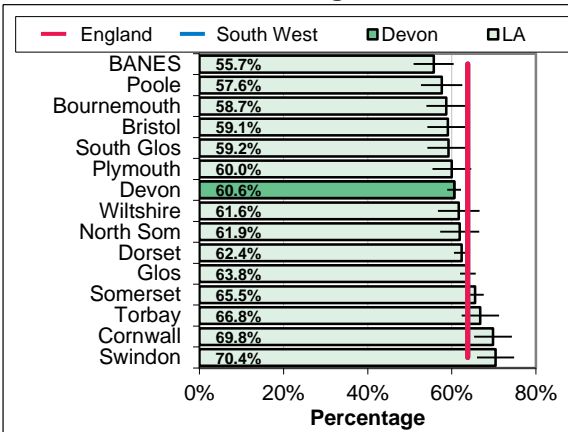 England South West Devon LA
BANES 55.7%
Poole 57.6%
Bournemouth 58.7%
Bristol 59.1%
South Glos 59.2%
Plymouth 60.0%
Devon 60.6%
Wiltshire 61.6%
North Som 61.9%
Dorset 62.4%
Glos 63.8%
Somerset 65.5%
Torbay 66.8%
Cornwall 69.8%
Swindon 70.4%
0% 20% 40% 60% 80%
Percentage